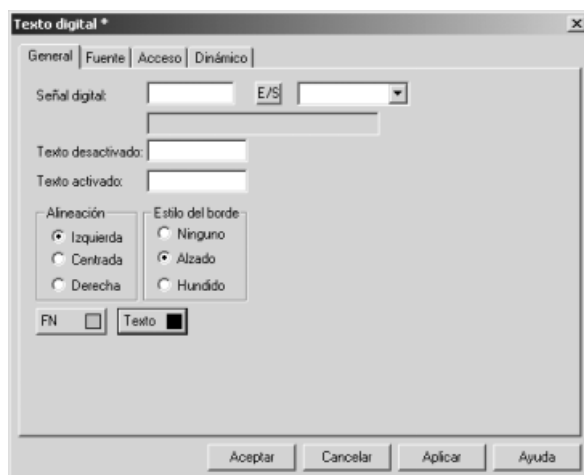 Texto digital *
General Fuente Acceso Dinámico
Señal digital: E/S
Texto desactivado:
Texto activado:
Alineación Estilo del borde
Izquierda Ninguno
Centrada Alzado
Derecha Hundido
FN Texto
Aceptar Cancelar Aplicar Ayuda